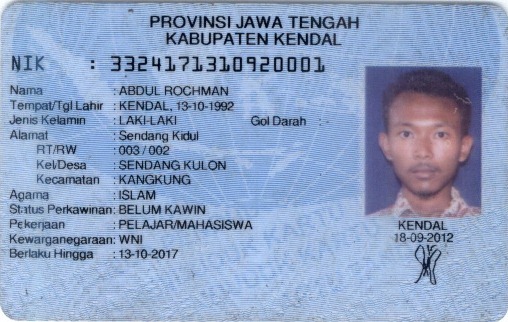 PROVINSI JAWA TENGAH
KABUPATEN KENDAL
NIK : 3324171310920001
Nama : ABDUL ROCHMAN
Tempat/Tgl Lahir : KENDAL, 13-10-1992
Jenis Kelamin : LAKI-LAKI Gol Darah :
Alamat : Sendang Kidul
RT/RW : 003 / 002
Kel/Desa : SENDANG KULON
Kecamatan : KANGKUNG
Agama : ISLAM
Status Perkawinan: BELUM KAWIN
Pekerjaan : PELAJAR/MAHASISWA
Kewarganegaraan: WNI
Berlaku Hingga : 13-10-2017
KENDAL
18-09-2012